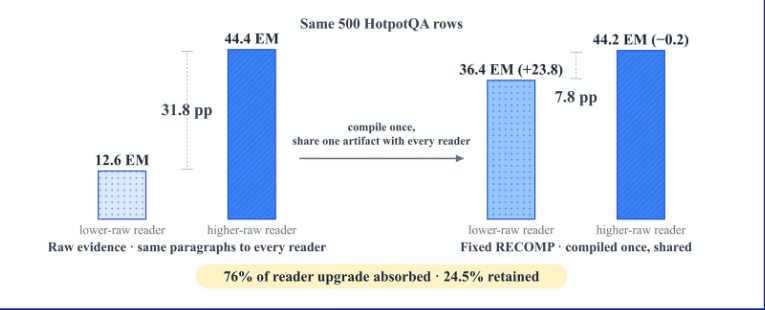 Same 500 HotpotQA rows
44.4 EM
31.8 pp
12.6 EM
lower-raw reader
higher-raw reader
Raw evidence · same paragraphs to every reader
compile once,
share one artifact with every reader
44.2 EM (−0.2)
36.4 EM (+23.8)
7.8 pp
lower-raw reader
higher-raw reader
Fixed RECOMP · compiled once, shared
76% of reader upgrade absorbed · 24.5% retained